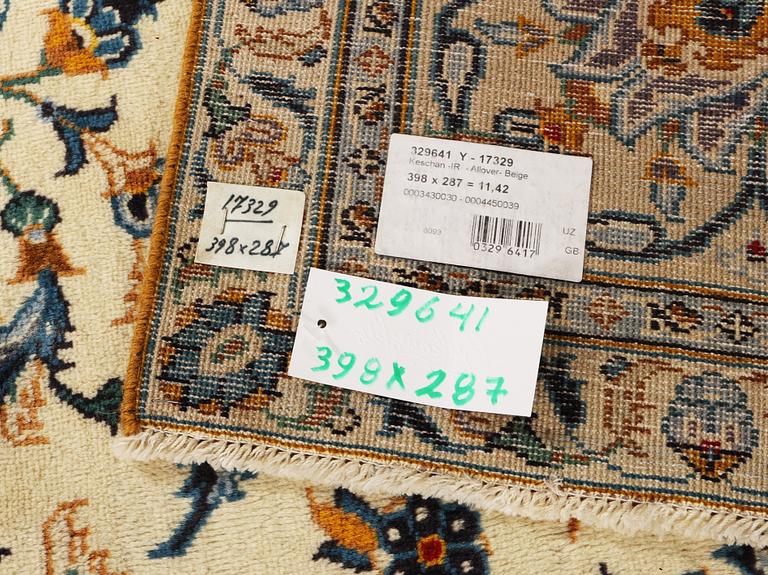 329641 Y - 17329
Keschan -IR - Allover- Beige
398 x 287 = 11,42
0003430030 - 0004450039
0093
UZ
0329 6417
GB
17329
398x287
329641
398x287